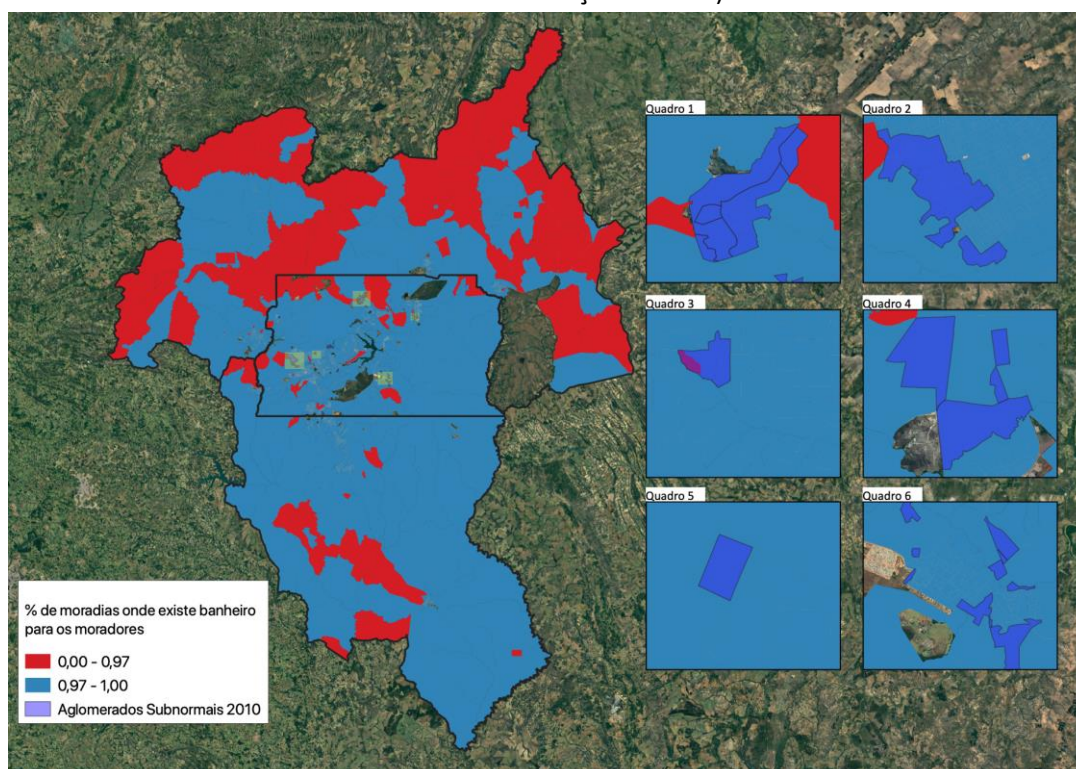 Quadro 1
Quadro 2
Quadro 3
Quadro 4
Quadro 5
Quadro 6
% de moradias onde existe banheiro
para os moradores
0,00 - 0,97
0,97 - 1,00
Aglomerados Subnormais 2010